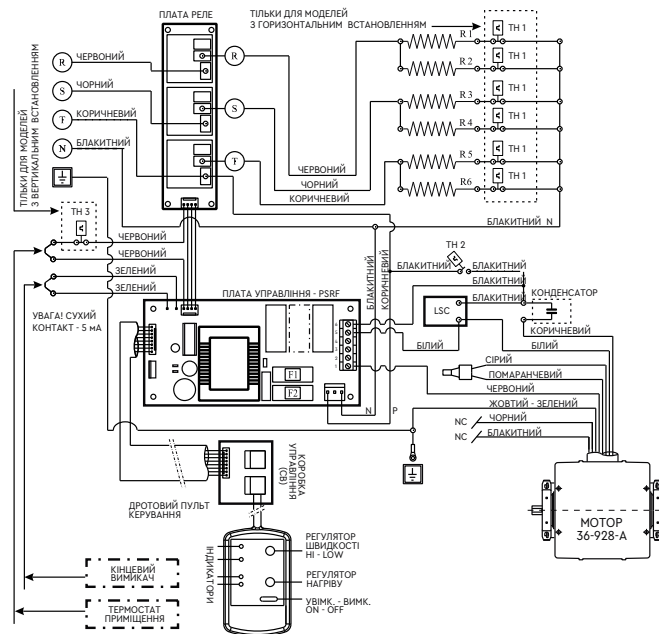 ПЛАТА РЕЛЕ
ТІЛЬКИ ДЛЯ МОДЕЛЕЙ
З ГОРИЗОНТАЛЬНИМ ВСТАНОВЛЕННЯМ
R 1
TH 1
R 2
TH 1
R 3
TH 1
R 4
TH 1
R 5
TH 1
R6
TH 1
R
ЧЕРВОНИЙ
R
S
ЧОРНИЙ
S
T
КОРИЧНЕВИЙ
T
N
БЛАКИТНИЙ
ЧЕРВОНИЙ
ЧОРНИЙ
КОРИЧНЕВИЙ
БЛАКИТНИЙ N
ТІЛЬКИ ДЛЯ МОДЕЛЕЙ
З ВЕРТИКАЛЬНИМ ВСТАНОВЛЕННЯМ
TH 3
ЧЕРВОНИЙ
ЧЕРВОНИЙ
ЗЕЛЕНИЙ
ЗЕЛЕНИЙ
УВАГА! СУХИЙ
КОНТАКТ - 5 мА
ПЛАТА УПРАВЛІННЯ - PSRF
F1
F2
N
P
БЛАКИТНИЙ
КОРИЧНЕВИЙ
TH 2
БЛАКИТНИЙ
БЛАКИТНИЙ
БЛАКИТНИЙ
БЛАКИТНИЙ
КОНДЕНСАТОР
LSC
КОРИЧНЕВИЙ
БІЛИЙ
БІЛИЙ
СІРИЙ
ПОМАРАНЧЕВИЙ
ЧЕРВОНИЙ
ЖОВТИЙ - ЗЕЛЕНИЙ
NC
ЧОРНИЙ
NC
БЛАКИТНИЙ
МОТОР
36-928-A
КОРОБКА
УПРАВЛІННЯ
(CB)
ДРОТОВИЙ ПУЛЬТ
КЕРУВАННЯ
ІНДИКАТОРИ
РЕГУЛЯТОР
ШВИДКОСТІ
HI - LOW
РЕГУЛЯТОР
НАГРІВУ
УВІМК. - ВИМК.
ON - OFF
КІНЦЕВИЙ
ВИМИКАЧ
ТЕРМОСТАТ
ПРИМІЩЕННЯ